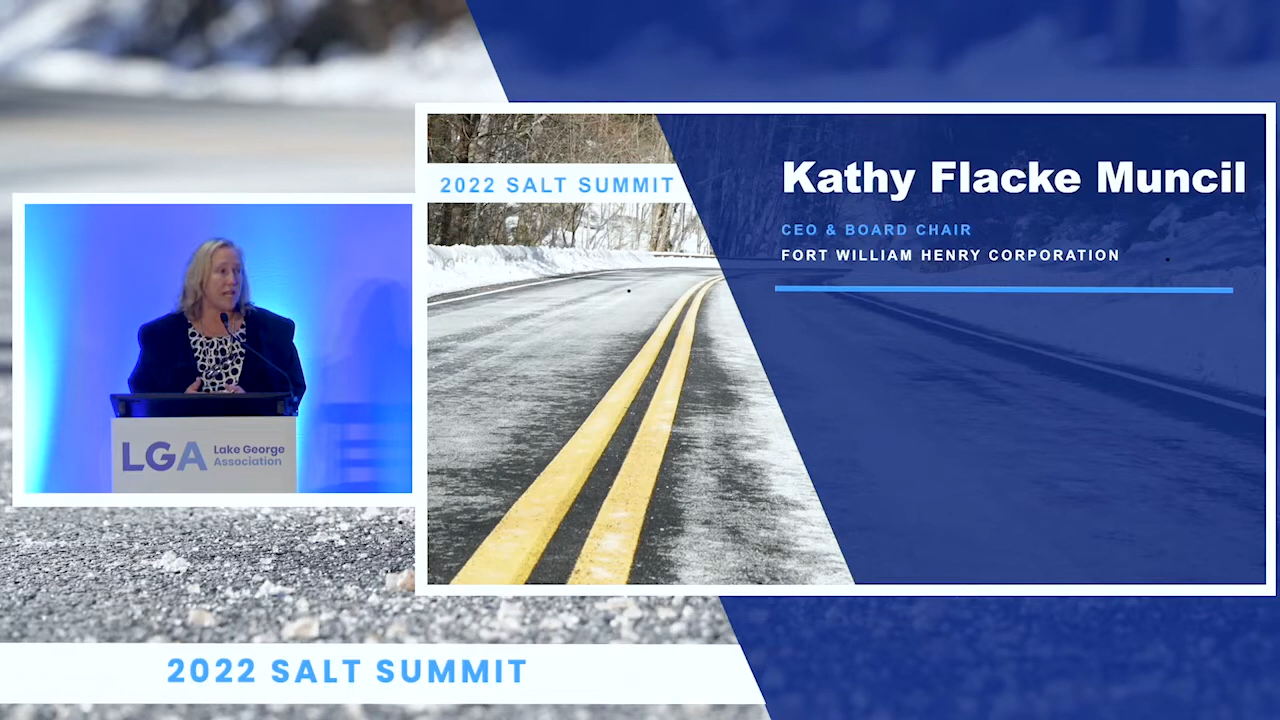 2022 SALT SUMMIT
Kathy Flacke Muncil
CEO & BOARD CHAIR
FORT WILLIAM HENRY CORPORATION
LGA Lake George
Association
2022 SALT SUMMIT